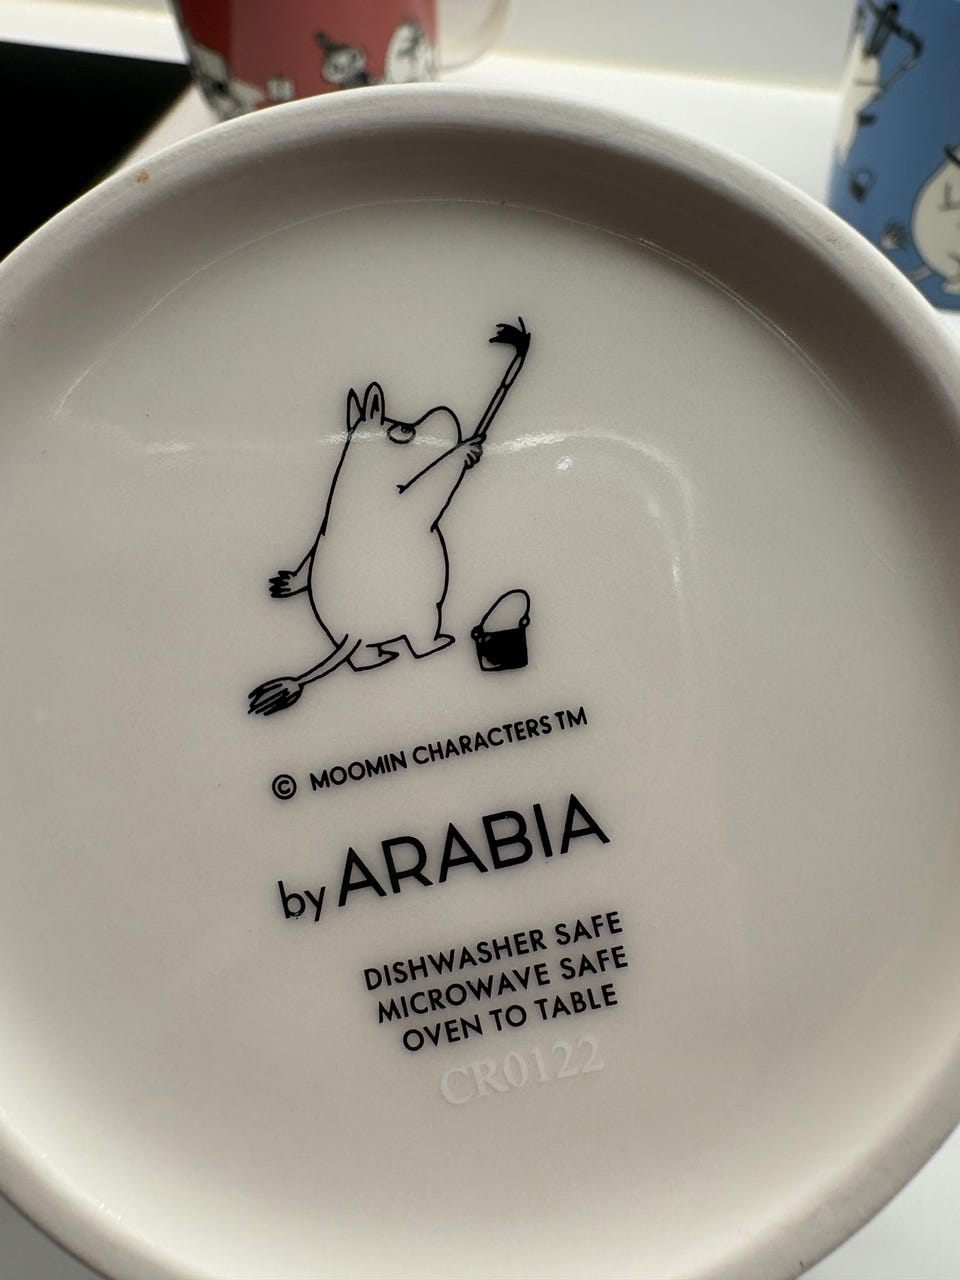 © MOOMIN CHARACTERS TM
by ARABIA
DISHWASHER SAFE
MICROWAVE SAFE
OVEN TO TABLE
CR0122